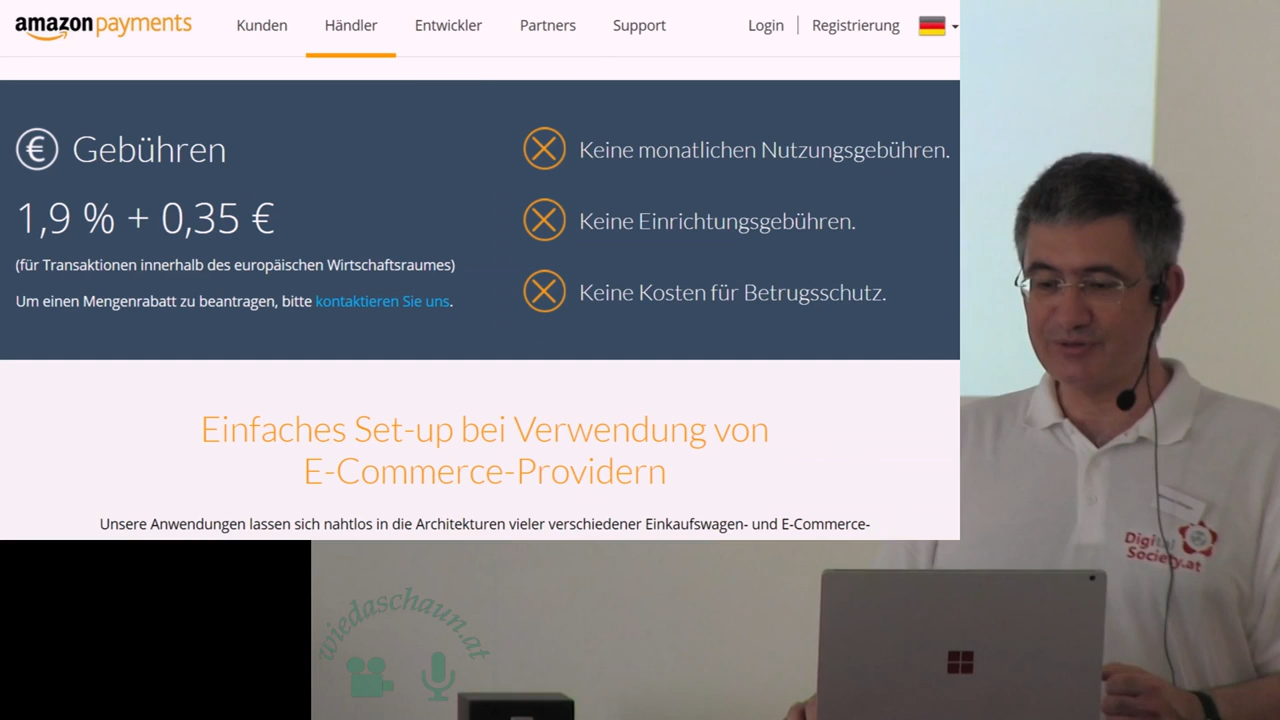 amazon payments
Kunden Händler Entwickler Partners Support Login Registrierung
Gebühren
1,9 % + 0,35 €
(für Transaktionen innerhalb des europäischen Wirtschaftsraumes)
Um einen Mengenrabatt zu beantragen, bitte kontaktieren Sie uns.
Keine monatlichen Nutzungsgebühren.
Keine Einrichtungsgebühren.
Keine Kosten für Betrugsschutz.
Einfaches Set-up bei Verwendung von
E-Commerce-Providern
Unsere Anwendungen lassen sich nahtlos in die Architekturen vieler verschiedener Einkaufswagen- und E-Commerce-
Digital
Society.at
wiedaschaun.at